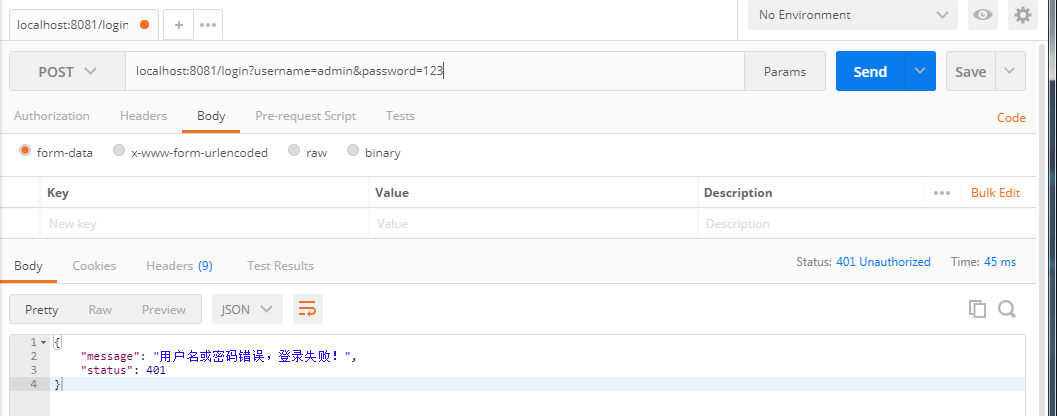 localhost:8081/login
+ •••
No Environment
POST localhost:8081/login?username=admin&password=123 Params Send Save
Authorization Headers Body Pre-request Script Tests Code
form-data x-www-form-urlencoded raw binary
Key Value Description ••• Bulk Edit
New key Value Description
Body Cookies Headers (9) Test Results Status: 401 Unauthorized Time: 45 ms
Pretty Raw Preview JSON
1 {
2 "message": "用户名或密码错误，登录失败！",
3 "status": 401
4 }